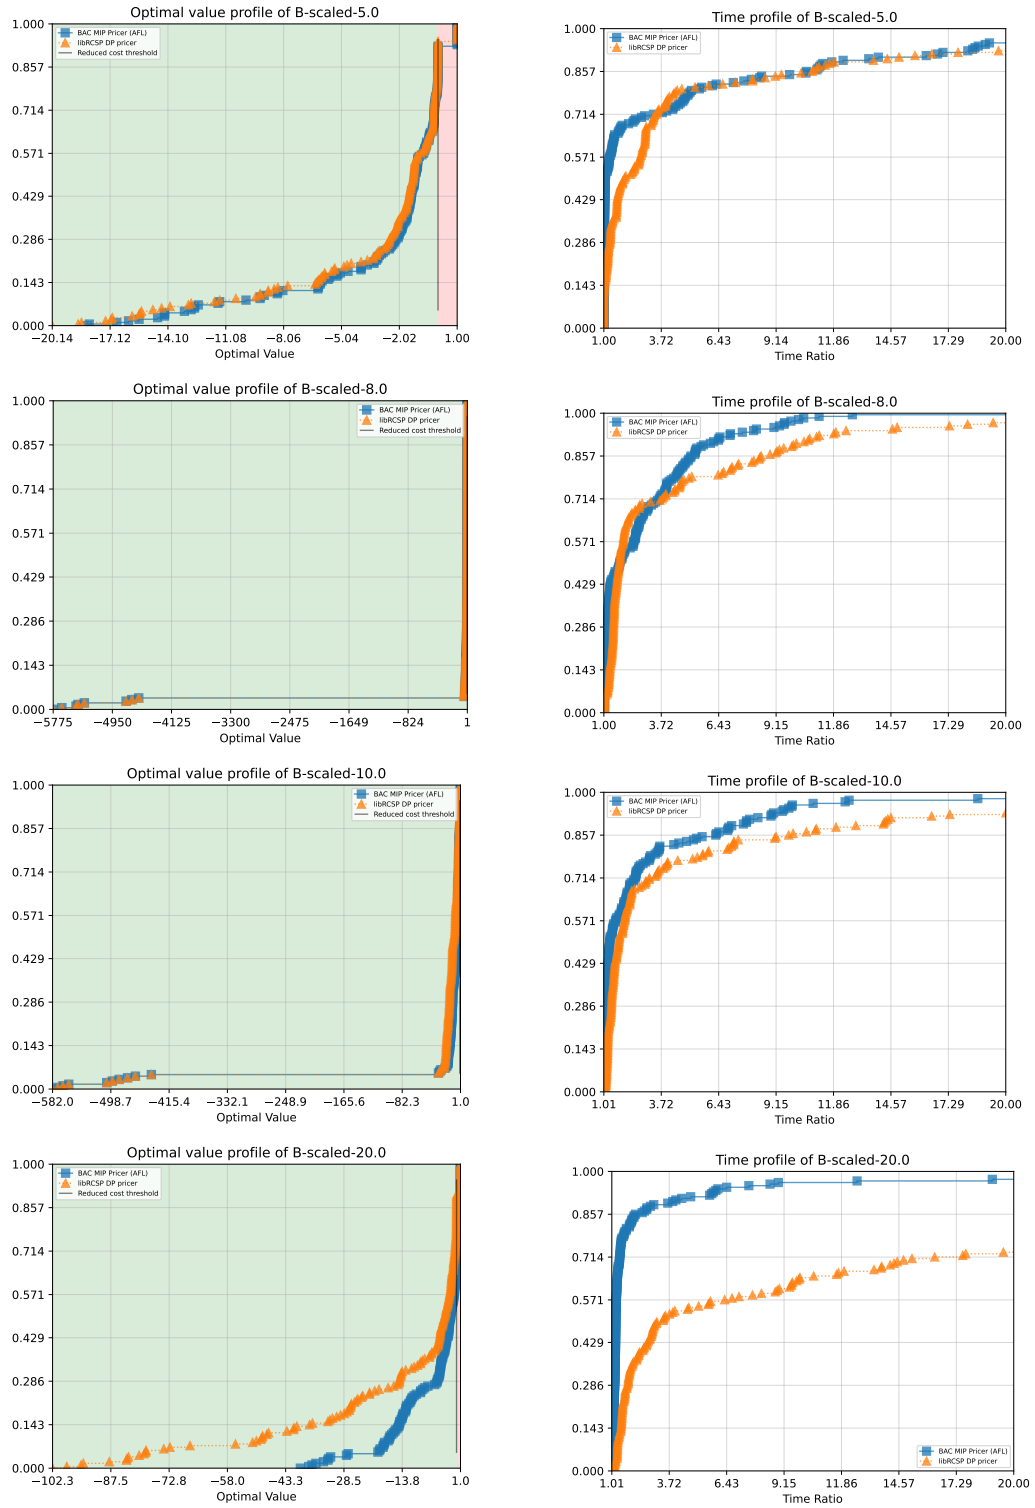 Optimal value profile of B-scaled-5.0
BAC MIP Pricer (AFL)
libRCSP DP pricer
Reduced cost threshold
1.000
0.857
0.714
0.571
0.429
0.286
0.143
0.000
−20.14 −17.12 −14.10 −11.08 −8.06 −5.04 −2.02 1.00
Optimal Value
Time profile of B-scaled-5.0
BAC MIP Pricer (AFL)
libRCSP DP pricer
1.000
0.857
0.714
0.571
0.429
0.286
0.143
0.000
1.00 3.72 6.43 9.14 11.86 14.57 17.29 20.00
Time Ratio
Optimal value profile of B-scaled-8.0
BAC MIP Pricer (AFL)
libRCSP DP pricer
Reduced cost threshold
1.000
0.857
0.714
0.571
0.429
0.286
0.143
0.000
−5775 −4950 −4125 −3300 −2475 −1649 −824 1
Optimal Value
Time profile of B-scaled-8.0
BAC MIP Pricer (AFL)
libRCSP DP pricer
1.000
0.857
0.714
0.571
0.429
0.286
0.143
0.000
1.00 3.72 6.43 9.15 11.86 14.57 17.29 20.00
Time Ratio
Optimal value profile of B-scaled-10.0
BAC MIP Pricer (AFL)
libRCSP DP pricer
Reduced cost threshold
1.000
0.857
0.714
0.571
0.429
0.286
0.143
0.000
−582.0 −498.7 −415.4 −332.1 −248.9 −165.6 −82.3 1.0
Optimal Value
Time profile of B-scaled-10.0
BAC MIP Pricer (AFL)
libRCSP DP pricer
1.000
0.857
0.714
0.571
0.429
0.286
0.143
0.000
1.01 3.72 6.43 9.15 11.86 14.57 17.29 20.00
Time Ratio
Optimal value profile of B-scaled-20.0
BAC MIP Pricer (AFL)
libRCSP DP pricer
Reduced cost threshold
1.000
0.857
0.714
0.571
0.429
0.286
0.143
0.000
−102.3 −87.5 −72.8 −58.0 −43.3 −28.5 −13.8 1.0
Optimal Value
Time profile of B-scaled-20.0
1.000
0.857
0.714
0.571
0.429
0.286
0.143
0.000
BAC MIP Pricer (AFL)
libRCSP DP pricer
1.01 3.72 6.43 9.15 11.86 14.57 17.29 20.00
Time Ratio